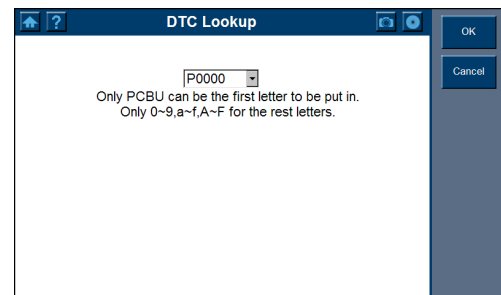 ? DTC Lookup
OK
Cancel
P0000
Only PCBU can be the first letter to be put in.
Only 0~9,a~f,A~F for the rest letters.